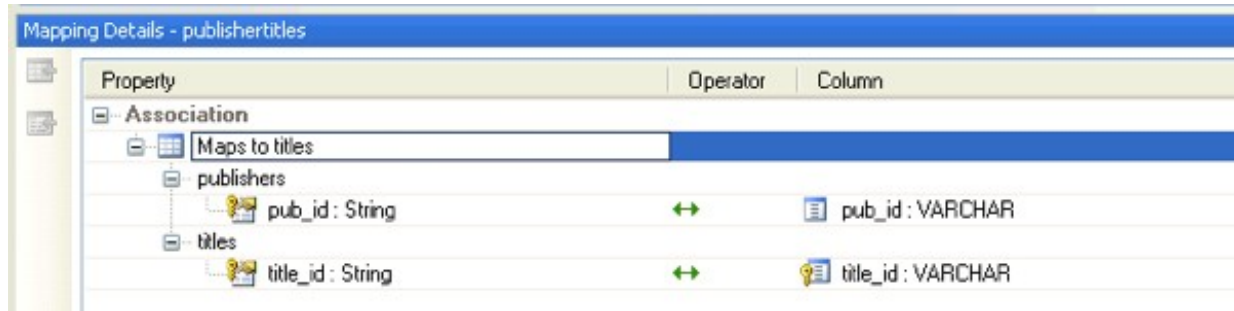 Mapping Details - publishertitles
Property Operator Column
Association
Maps to titles
publishers
pub_id : String pub_id : VARCHAR
titles
title_id : String title_id : VARCHAR